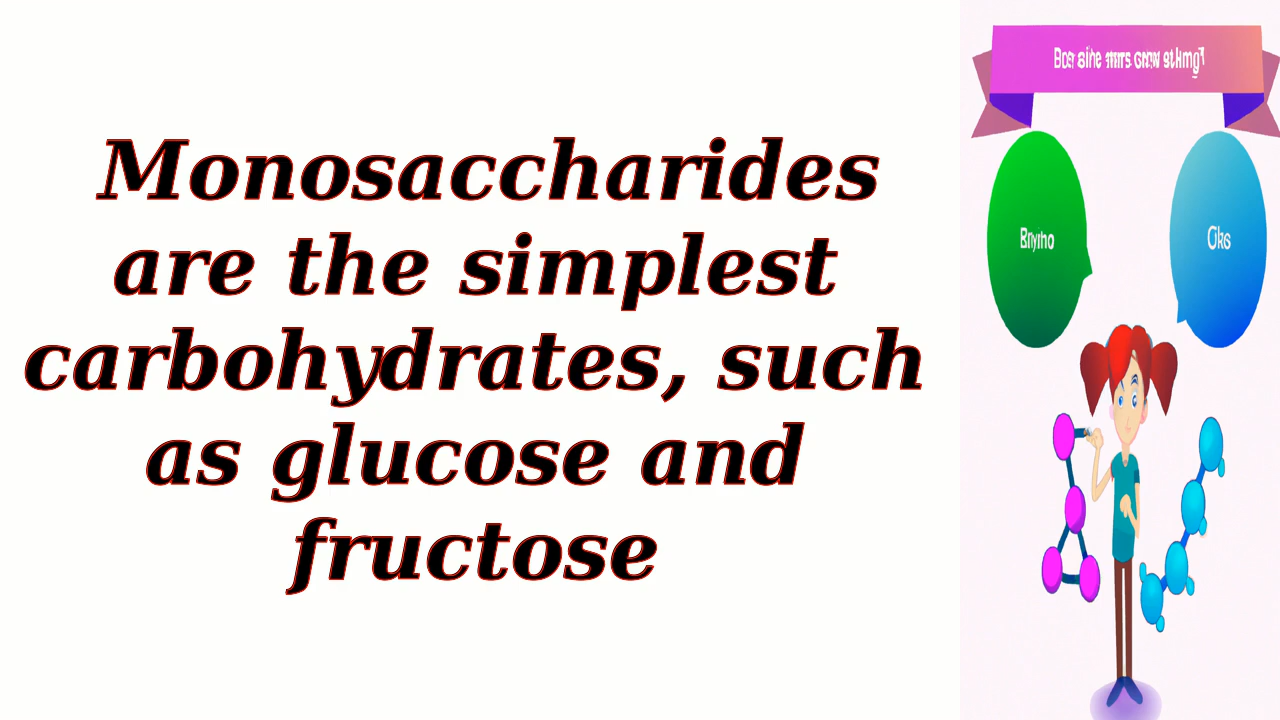 Monosaccharides
are the simplest
carbohydrates, such
as glucose and
fructose